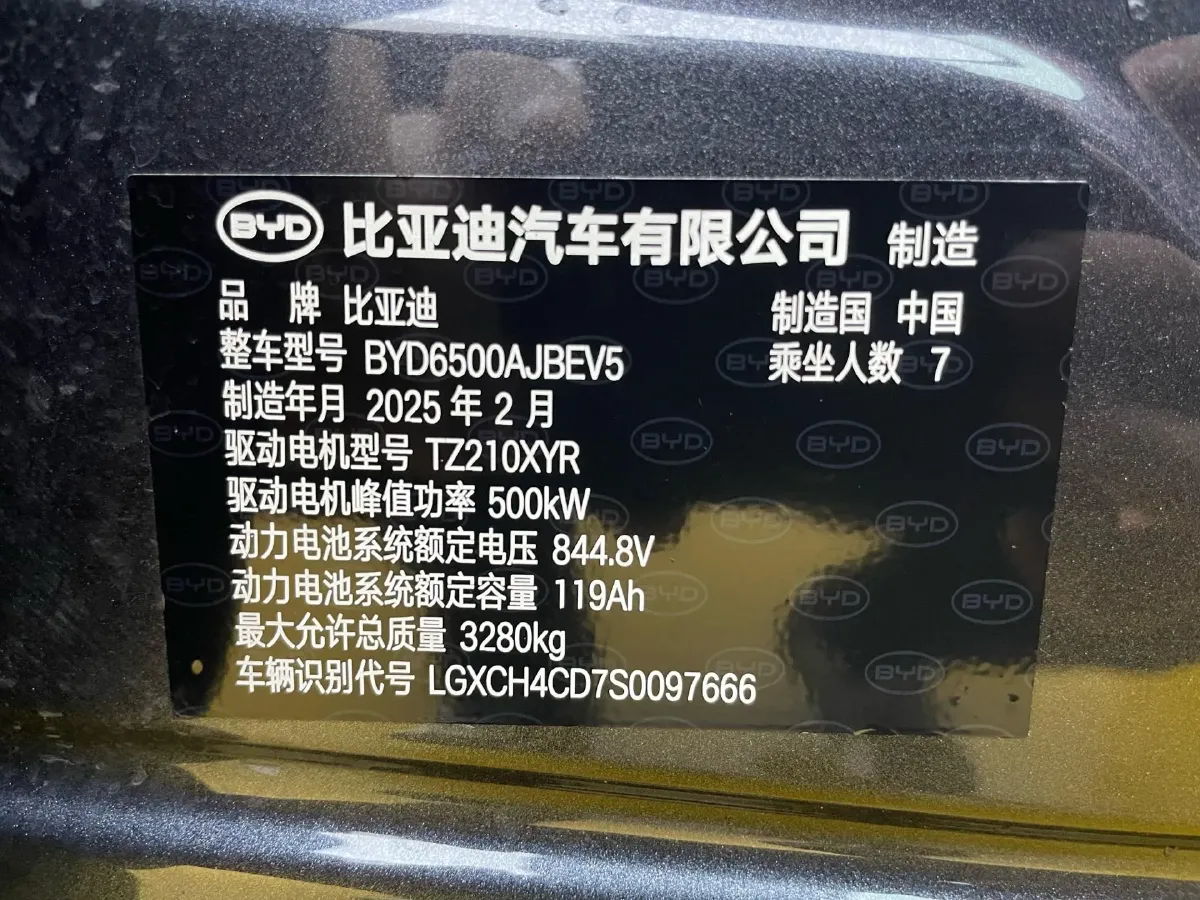 BYD 比亚迪汽车有限公司 制造
品 牌 比亚迪 制造国 中国
整车型号 BYD6500AJBEV5 乘坐人数 7
制造年月 2025 年 2 月
驱动电机型号 TZ210XYR
驱动电机峰值功率 500kW
动力电池系统额定电压 844.8V
动力电池系统额定容量 119Ah
最大允许总质量 3280kg
车辆识别代号 LGXCH4CD7S0097666